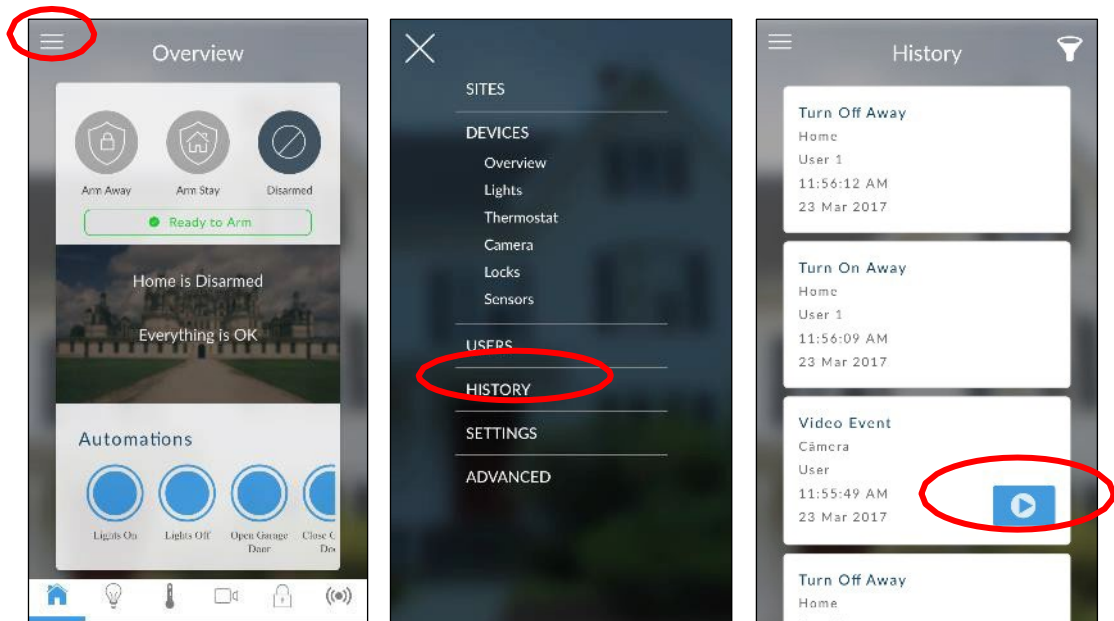 Overview
Arm Away
Arm Stay
Disarmed
Ready to Arm
Home is Disarmed
Everything is OK
Automations
Lights On
Lights Off
Open Garage
Door
Close
SITES
DEVICES
Overview
Lights
Thermostat
Camera
Locks
Sensors
USERS
HISTORY
SETTINGS
ADVANCED
History
Turn Off Away
Home
User 1
11:56:12 AM
23 Mar 2017
Turn On Away
Home
User 1
11:56:09 AM
23 Mar 2017
Video Event
Camera
User
11:55:49 AM
23 Mar 2017
Turn Off Away
Home